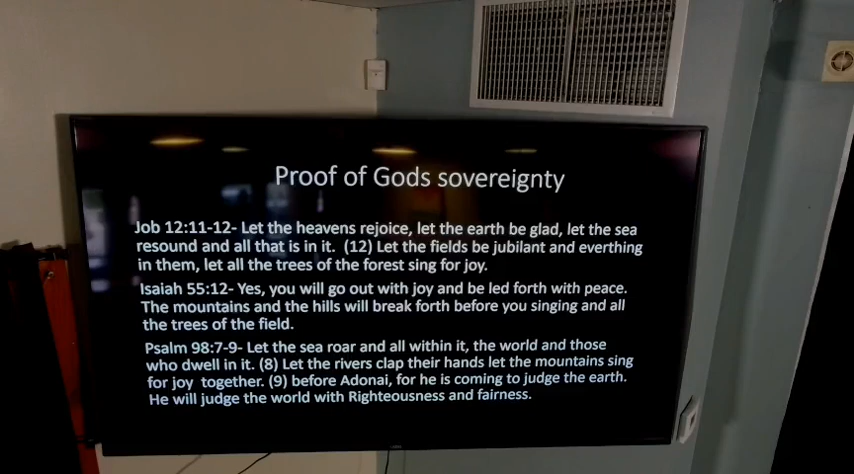 Proof of Gods sovereignty
Job 12:11-12- Let the heavens rejoice, let the earth be glad, let the sea
resound and all that is in it. (12) Let the fields be jubilant and everthing
in them, let all the trees of the forest sing for joy.
Isaiah 55:12- Yes, you will go out with joy and be led forth with peace.
The mountains and the hills will break forth before you singing and all
the trees of the field.
Psalm 98:7-9- Let the sea roar and all within it, the world and those
who dwell in it. (8) Let the rivers clap their hands let the mountains sing
for joy together. (9) before Adonai, for he is coming to judge the earth.
He will judge the world with Righteousness and fairness.